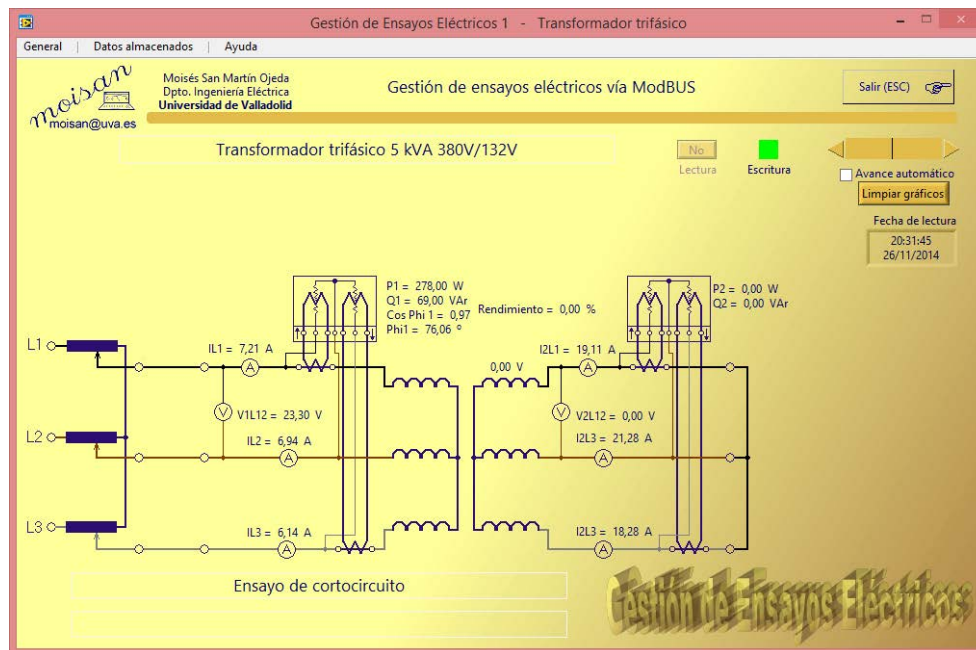 Gestión de Ensayos Eléctricos 1 - Transformador trifásico
General | Datos almacenados | Ayuda
moisan
moisan@uva.es
Moisés San Martín Ojeda
Dpto. Ingeniería Eléctrica
Universidad de Valladolid
Gestión de ensayos eléctricos vía ModBUS
Salir (ESC)
Transformador trifásico 5 kVA 380V/132V
No
Lectura
Escritura
Avance automático
Limpiar gráficos
Fecha de lectura
20:31:45
26/11/2014
P1 = 278,00 W
Q1 = 69,00 VAr
Cos Phi 1 = 0,97
Phi1 = 76,06 º
Rendimiento = 0,00 %
P2 = 0,00 W
Q2 = 0,00 VAr
L1
IL1 = 7,21 A
A
0,00 V
I2L1 = 19,11 A
A
V
V1L12 = 23,30 V
V
V2L12 = 0,00 V
L2
IL2 = 6,94 A
A
I2L3 = 21,28 A
A
L3
IL3 = 6,14 A
A
I2L3 = 18,28 A
A
Ensayo de cortocircuito
Gestión de Ensayos Eléctricos